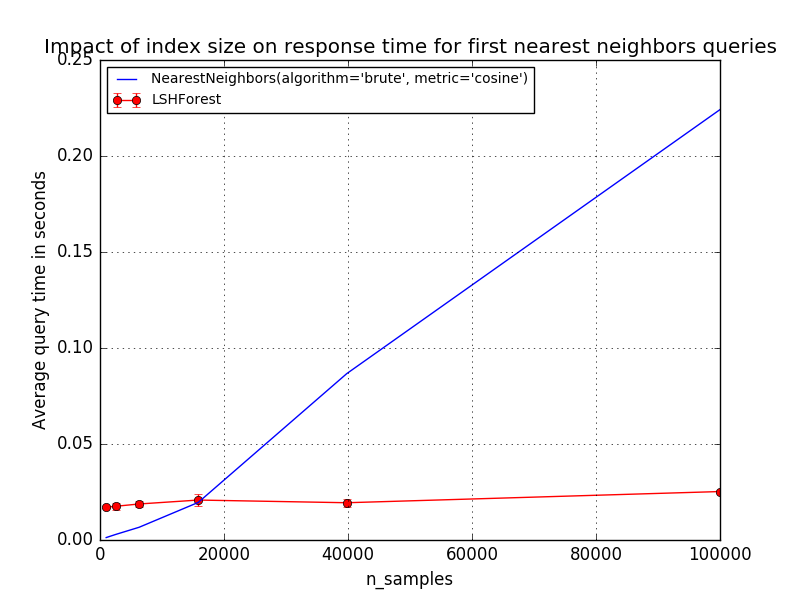 Impact of index size on response time for first nearest neighbors queries
NearestNeighbors(algorithm='brute', metric='cosine')
LSHForest
0.25
0.20
0.15
0.10
0.05
0.00
Average query time in seconds
0 20000 40000 60000 80000 100000
n_samples